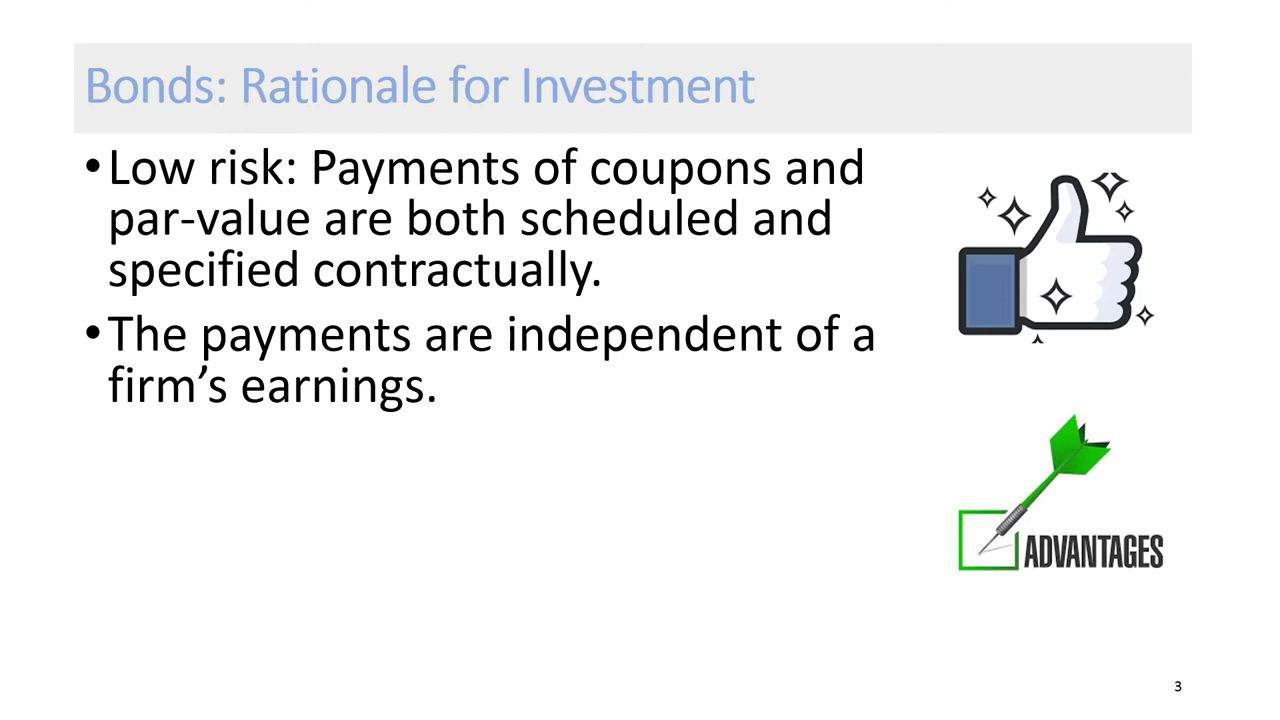 Bonds: Rationale for Investment
•Low risk: Payments of coupons and
par-value are both scheduled and
specified contractually.
•The payments are independent of a
firm’s earnings.
ADVANTAGES
3